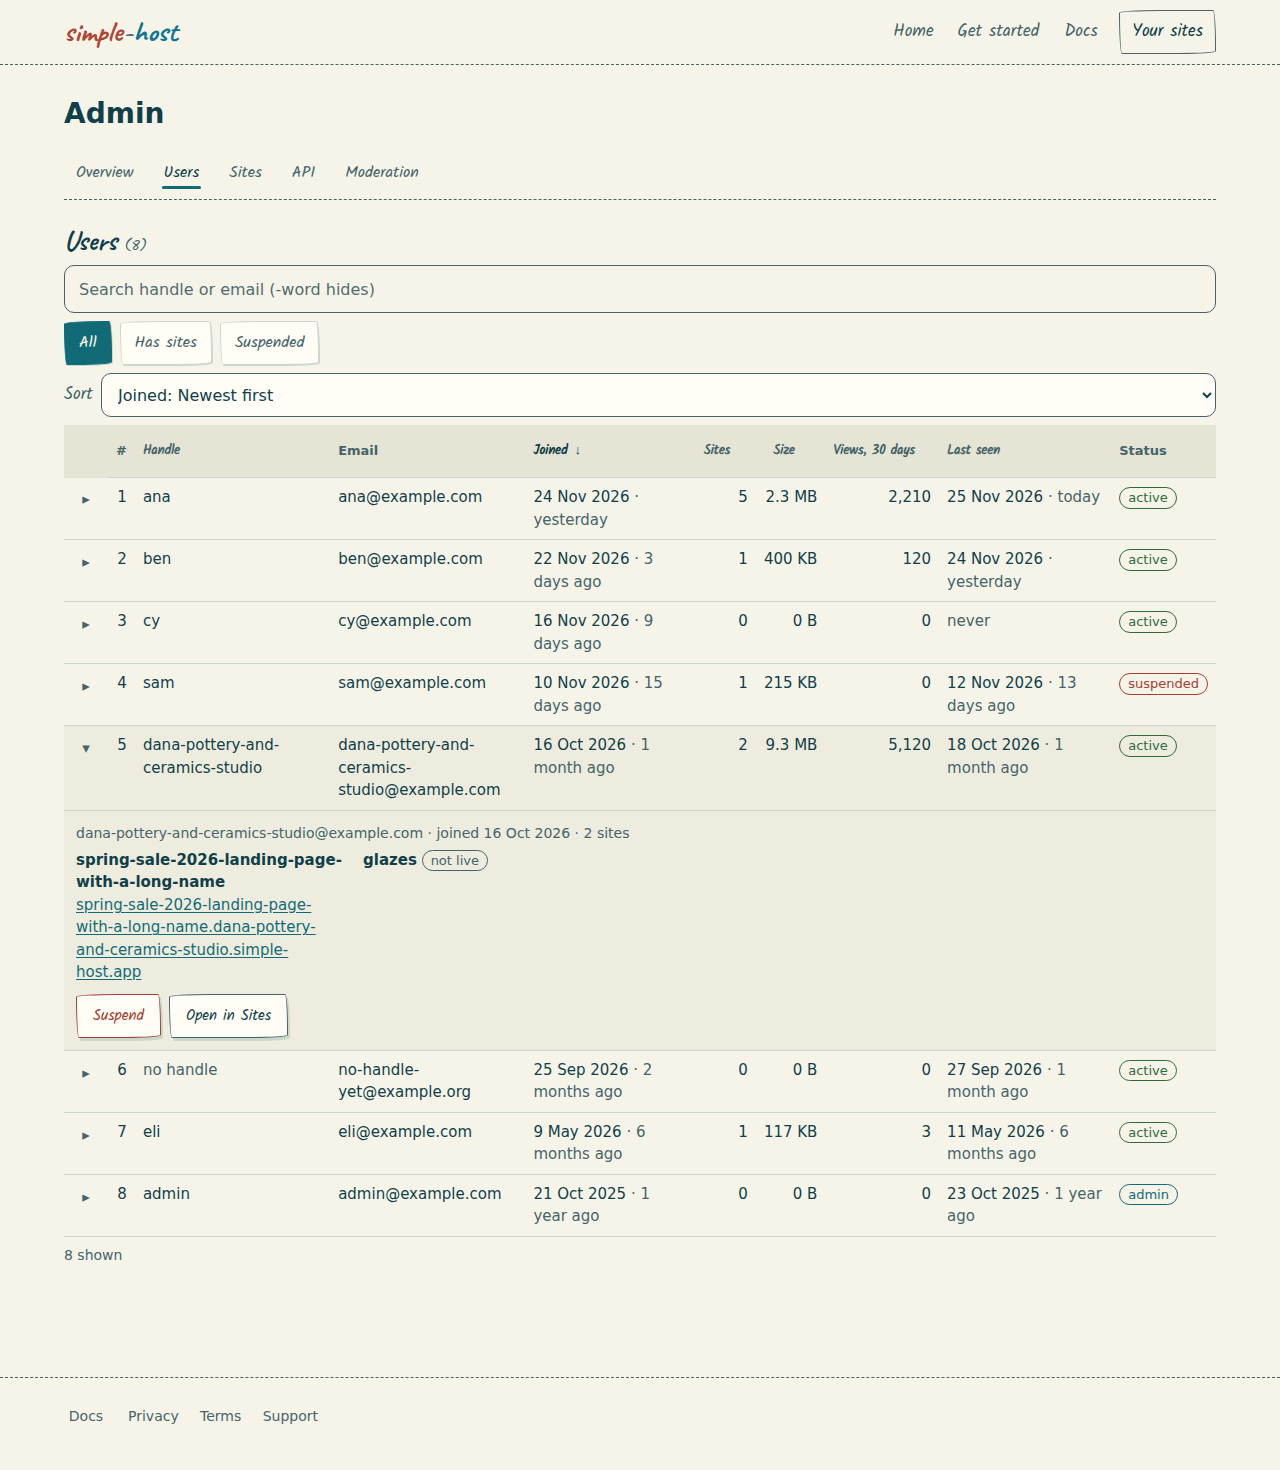 simple-host
Home Get started Docs Your sites
Admin
Overview Users Sites API Moderation
Users (8)
Search handle or email (-word hides)
All Has sites Suspended
Sort Joined: Newest first
# Handle Email Joined ↓ Sites Size Views, 30 days Last seen Status
▸ 1 ana ana@example.com 24 Nov 2026 · 5 2.3 MB 2,210 25 Nov 2026 · today active
yesterday
▸ 2 ben ben@example.com 22 Nov 2026 · 3 1 400 KB 120 24 Nov 2026 · active
days ago yesterday
▸ 3 cy cy@example.com 16 Nov 2026 · 9 0 0 B 0 never active
days ago
▸ 4 sam sam@example.com 10 Nov 2026 · 15 1 215 KB 0 12 Nov 2026 · 13 suspended
days ago days ago
▾ 5 dana-pottery-and- dana-pottery-and- 16 Oct 2026 · 1 2 9.3 MB 5,120 18 Oct 2026 · 1 active
ceramics-studio ceramics- month ago month ago
studio@example.com
dana-pottery-and-ceramics-studio@example.com · joined 16 Oct 2026 · 2 sites
spring-sale-2026-landing-page- glazes not live
with-a-long-name
spring-sale-2026-landing-page-
with-a-long-name.dana-pottery-
and-ceramics-studio.simple-
host.app
Suspend Open in Sites
▸ 6 no handle no-handle- 25 Sep 2026 · 2 0 0 B 0 27 Sep 2026 · 1 active
yet@example.org months ago month ago
▸ 7 eli eli@example.com 9 May 2026 · 6 1 117 KB 3 11 May 2026 · 6 active
months ago months ago
▸ 8 admin admin@example.com 21 Oct 2025 · 1 0 0 B 0 23 Oct 2025 · 1 year admin
year ago ago
8 shown
Docs Privacy Terms Support